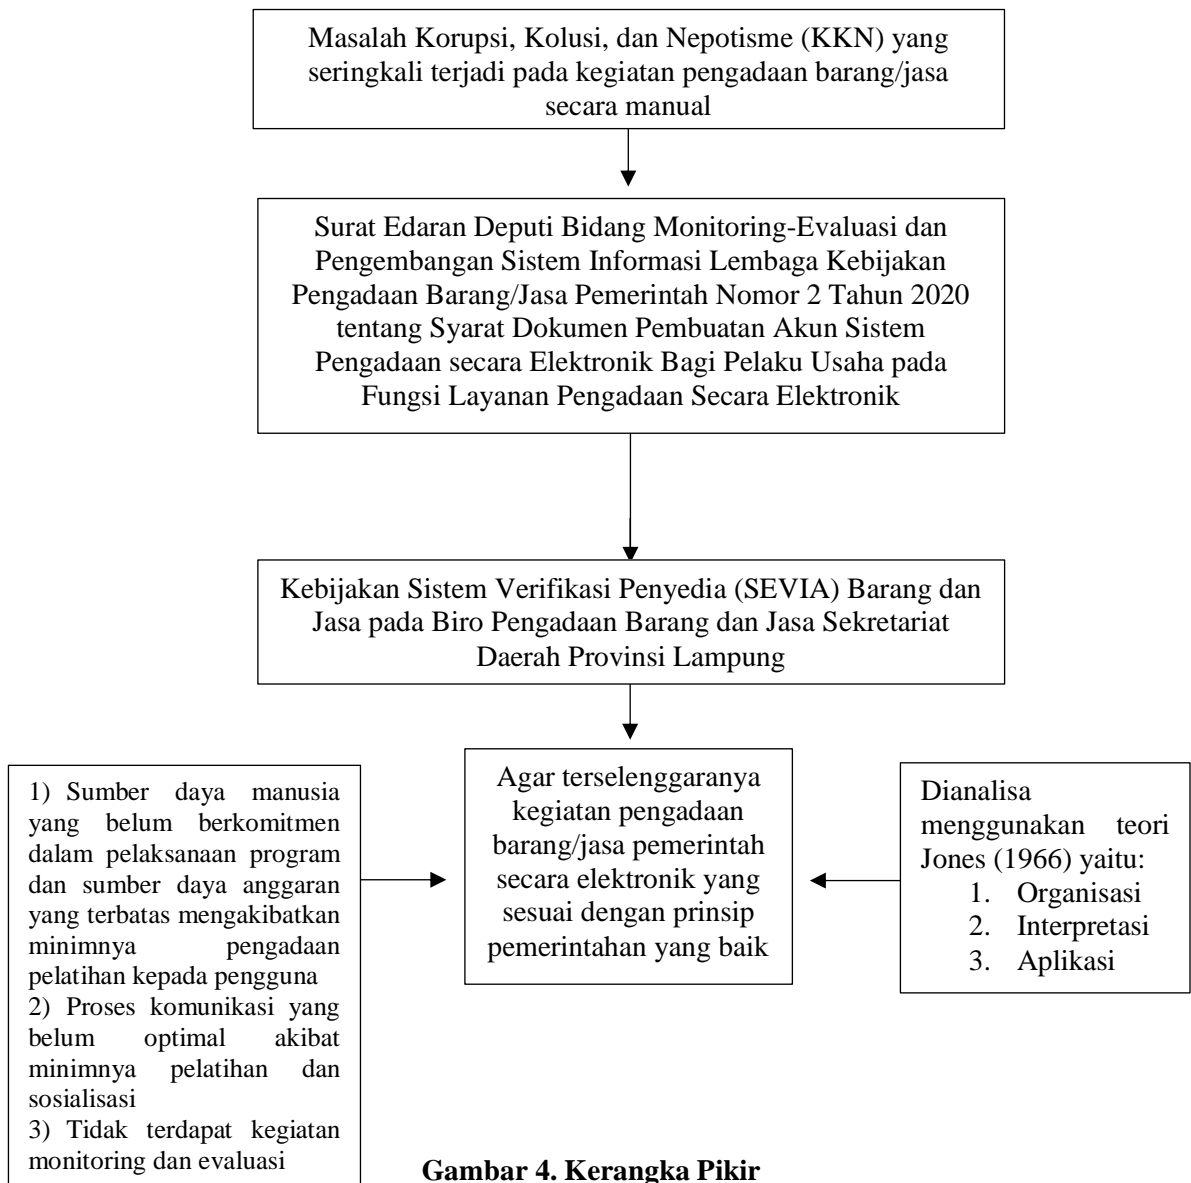 Masalah Korupsi, Kolusi, dan Nepotisme (KKN) yang
seringkali terjadi pada kegiatan pengadaan barang/jasa
secara manual
Surat Edaran Deputi Bidang Monitoring-Evaluasi dan
Pengembangan Sistem Informasi Lembaga Kebijakan
Pengadaan Barang/Jasa Pemerintah Nomor 2 Tahun 2020
tentang Syarat Dokumen Pembuatan Akun Sistem
Pengadaan secara Elektronik Bagi Pelaku Usaha pada
Fungsi Layanan Pengadaan Secara Elektronik
Kebijakan Sistem Verifikasi Penyedia (SEVIA) Barang dan
Jasa pada Biro Pengadaan Barang dan Jasa Sekretariat
Daerah Provinsi Lampung
1) Sumber daya manusia
yang belum berkomitmen
dalam pelaksanaan program
dan sumber daya anggaran
yang terbatas mengakibatkan
minimnya pengadaan
pelatihan kepada pengguna
2) Proses komunikasi yang
belum optimal akibat
minimnya pelatihan dan
sosialisasi
3) Tidak terdapat kegiatan
monitoring dan evaluasi
Agar terselenggaranya
kegiatan pengadaan
barang/jasa pemerintah
secara elektronik yang
sesuai dengan prinsip
pemerintahan yang baik
Dianalisa
menggunakan teori
Jones (1966) yaitu:
1. Organisasi
2. Interpretasi
3. Aplikasi
Gambar 4. Kerangka Pikir